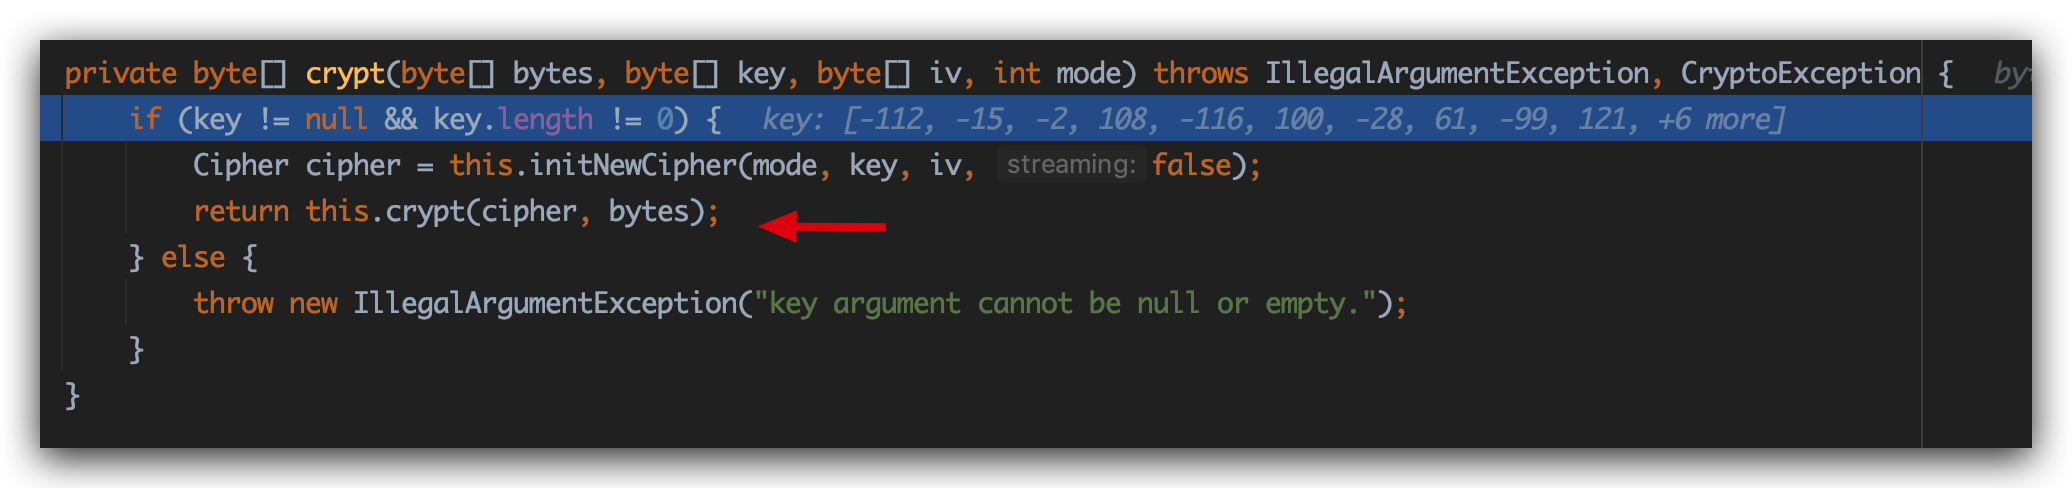 private byte[] crypt(byte[] bytes, byte[] key, byte[] iv, int mode) throws IllegalArgumentException, CryptoException {
if (key != null && key.length != 0) { key: [-112, -15, -2, 108, -116, 100, -28, 61, -99, 121, +6 more]
Cipher cipher = this.initNewCipher(mode, key, iv, streaming: false);
return this.crypt(cipher, bytes);
} else {
throw new IllegalArgumentException("key argument cannot be null or empty.");
}
}